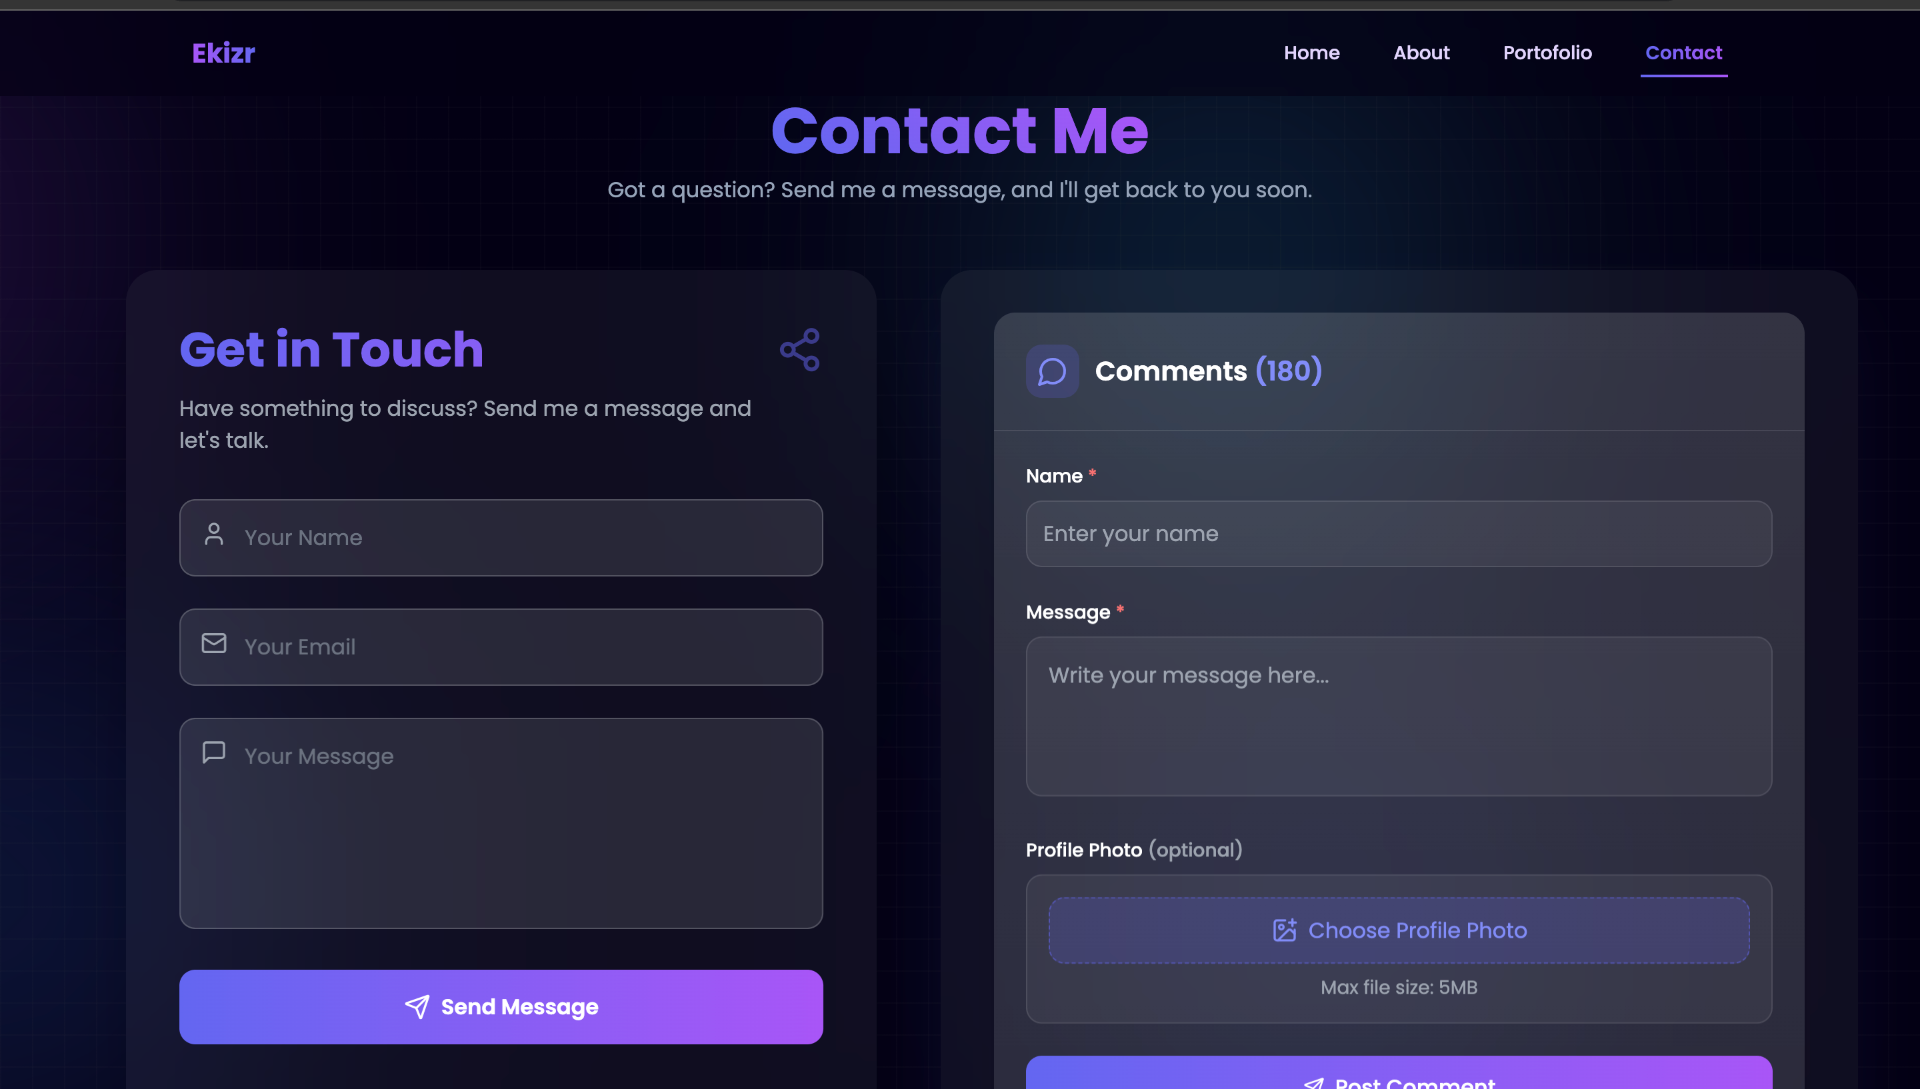 Ekizr
Home
About
Portofolio
Contact
Contact Me
Got a question? Send me a message, and I'll get back to you soon.
Get in Touch
Have something to discuss? Send me a message and
let's talk.
Your Name
Your Email
Your Message
Send Message
Comments (180)
Name *
Enter your name
Message *
Write your message here...
Profile Photo (optional)
Choose Profile Photo
Max file size: 5MB
Post Comment